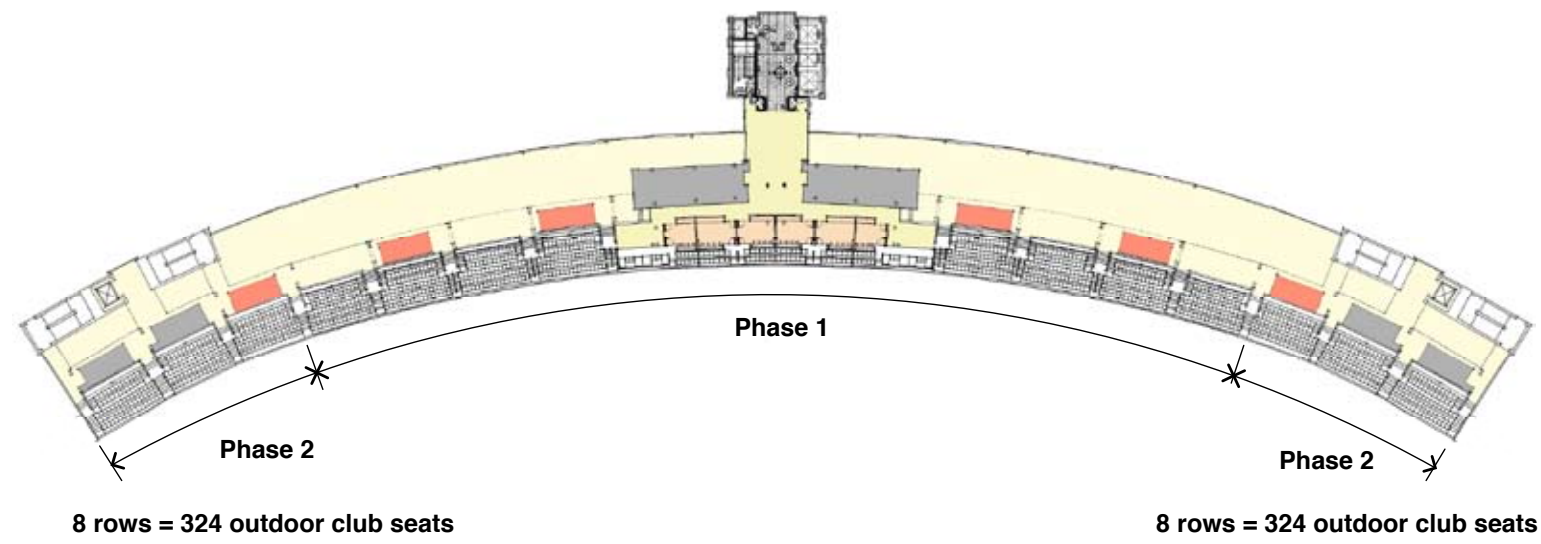 Phase 1
Phase 2
Phase 2
8 rows = 324 outdoor club seats
8 rows = 324 outdoor club seats